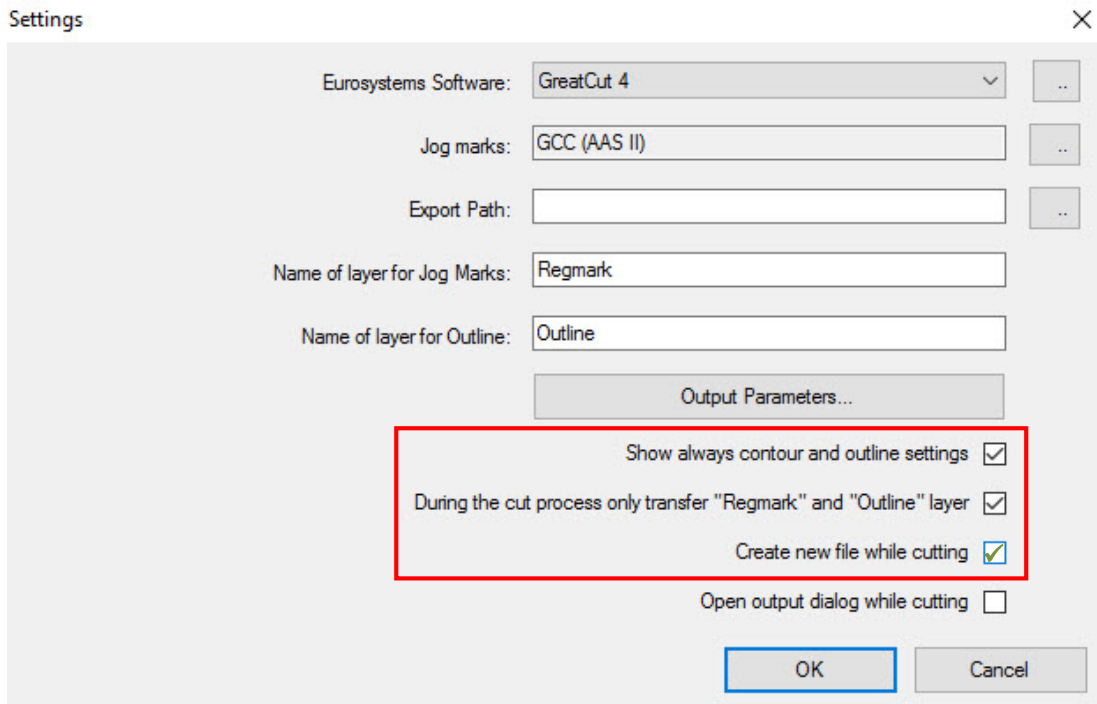 Settings
Eurosystems Software: GreatCut 4 ..
Jog marks: GCC (AAS II) ..
Export Path: ..
Name of layer for Jog Marks: Regmark
Name of layer for Outline: Outline
Output Parameters...
Show always contour and outline settings
During the cut process only transfer "Regmark" and "Outline" layer
Create new file while cutting
Open output dialog while cutting
OK Cancel